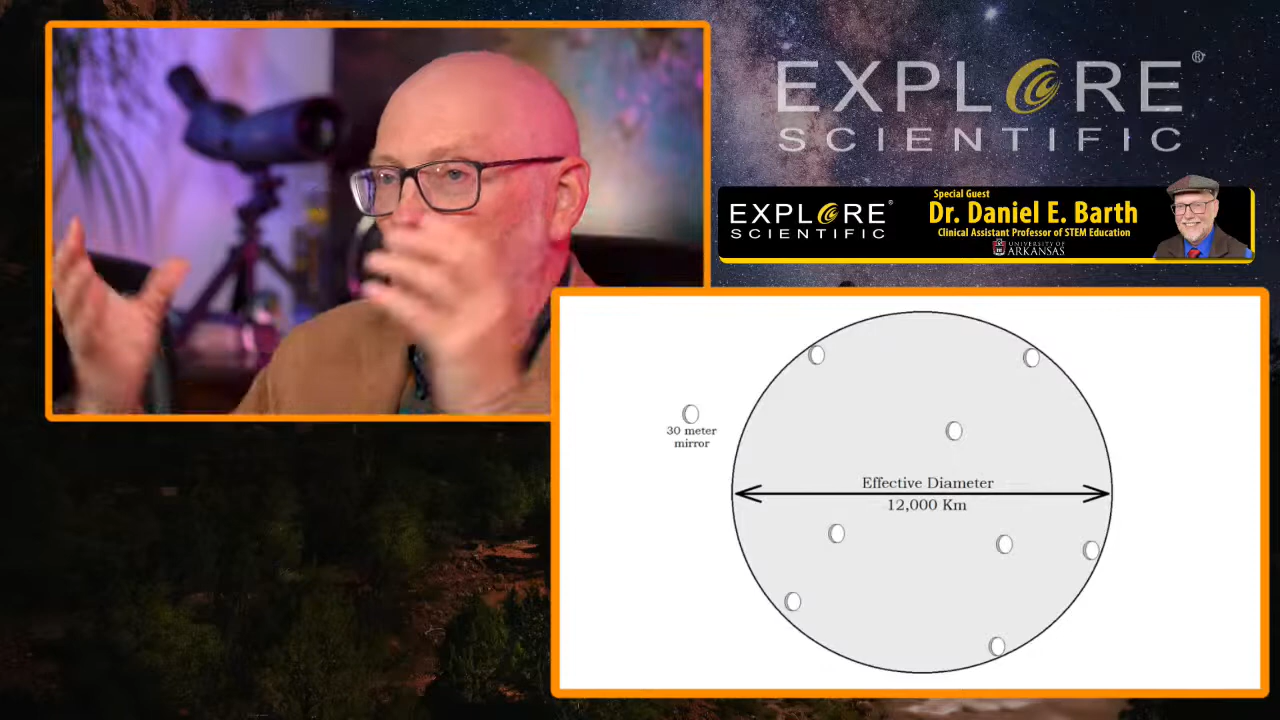 EXPLORE®
SCIENTIFIC
Special Guest
EXPLORE®
SCIENTIFIC
Dr. Daniel E. Barth
Clinical Assistant Professor of STEM Education
UNIVERSITY OF
ARKANSAS
30 meter
mirror
Effective Diameter
12,000 Km